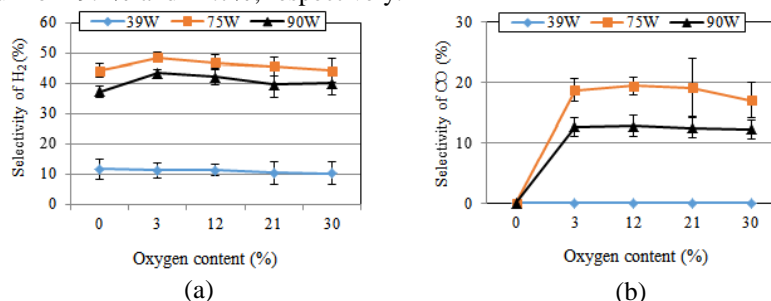 respectively.
39W 75W 90W
Selectivity of H2 (%)
60
50
40
30
20
10
0
0 3 12 21 30
Oxygen content (%)
(a)
39W 75W 90W
Selectivity of CO (%)
30
20
10
0
0 3 12 21 30
Oxygen content (%)
(b)